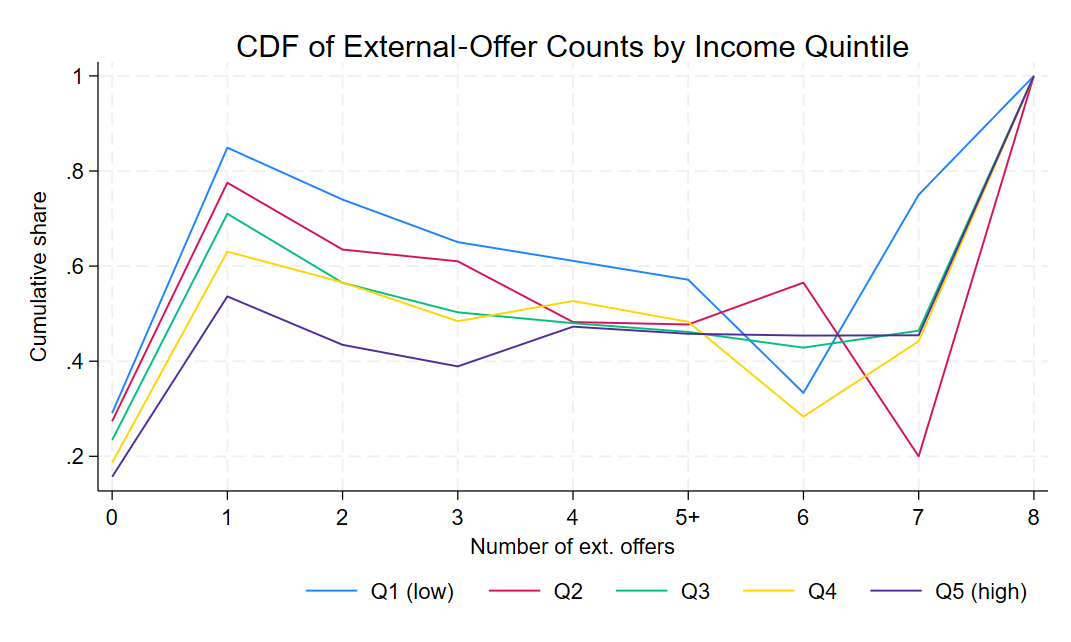 CDF of External-Offer Counts by Income Quintile
Cumulative share
1
.8
.6
.4
.2
0 1 2 3 4 5+ 6 7 8
Number of ext. offers
Q1 (low) Q2 Q3 Q4 Q5 (high)